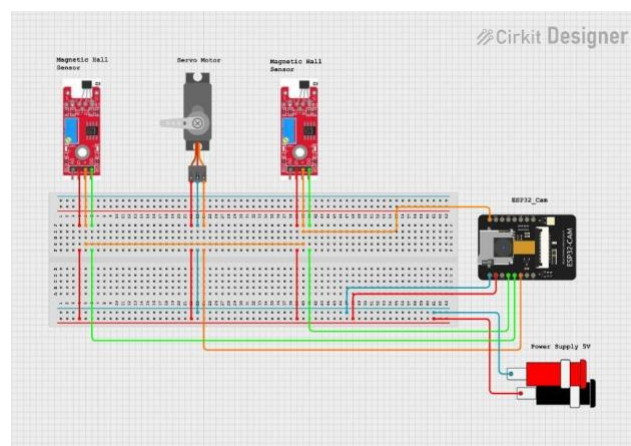 Cirkit Designer
Magnetic Hall
Sensor
Servo Motor
Magnetic Hall
Sensor
ESP32_Cam
ESP32-CAM
Power Supply 5V